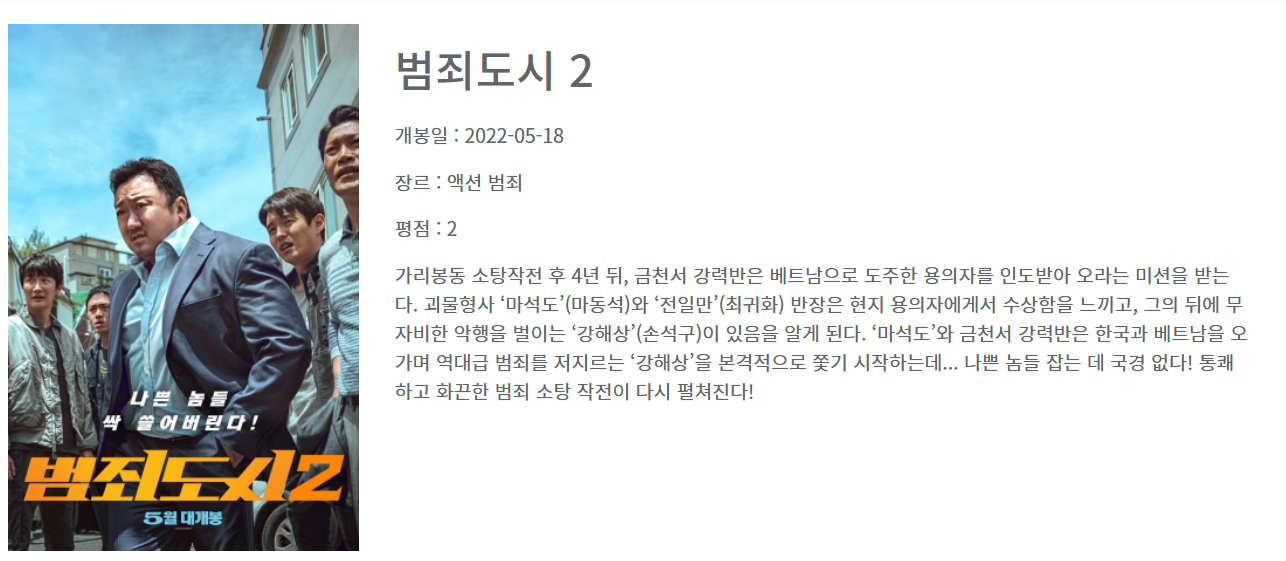 범죄도시 2
개봉일 : 2022-05-18
장르 : 액션 범죄
평점 : 2
가리봉동 소탕작전 후 4년 뒤, 금천서 강력반은 베트남으로 도주한 용의자를 인도받아 오라는 미션을 받는
다. 괴물형사 ‘마석도’(마동석)와 ‘전일만’(최귀화) 반장은 현지 용의자에게서 수상함을 느끼고, 그의 뒤에 무
자비한 악행을 벌이는 ‘강해상’(손석구)이 있음을 알게 된다. ‘마석도’와 금천서 강력반은 한국과 베트남을 오
가며 역대급 범죄를 저지르는 ‘강해상’을 본격적으로 쫓기 시작하는데... 나쁜 놈들 잡는 데 국경 없다! 통쾌
하고 화끈한 범죄 소탕 작전이 다시 펼쳐진다!
나쁜 놈들
싹 쓸어버린다!
범죄도시2
5월 대개봉